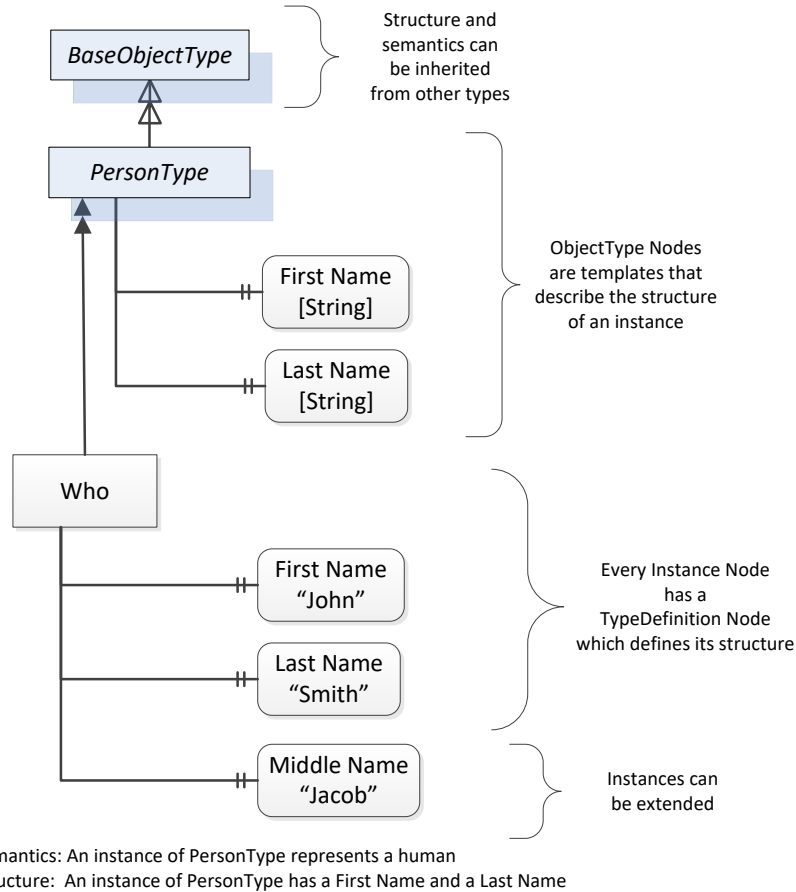 BaseObjectType
Structure and
semantics can
be inherited
from other types
PersonType
First Name
[String]
Last Name
[String]
ObjectType Nodes
are templates that
describe the structure
of an instance
Who
First Name
“John”
Last Name
“Smith”
Every Instance Node
has a
TypeDefinition Node
which defines its structure
Middle Name
“Jacob”
Instances can
be extended
mantics: An instance of PersonType represents a human
ucture: An instance of PersonType has a First Name and a Last Name